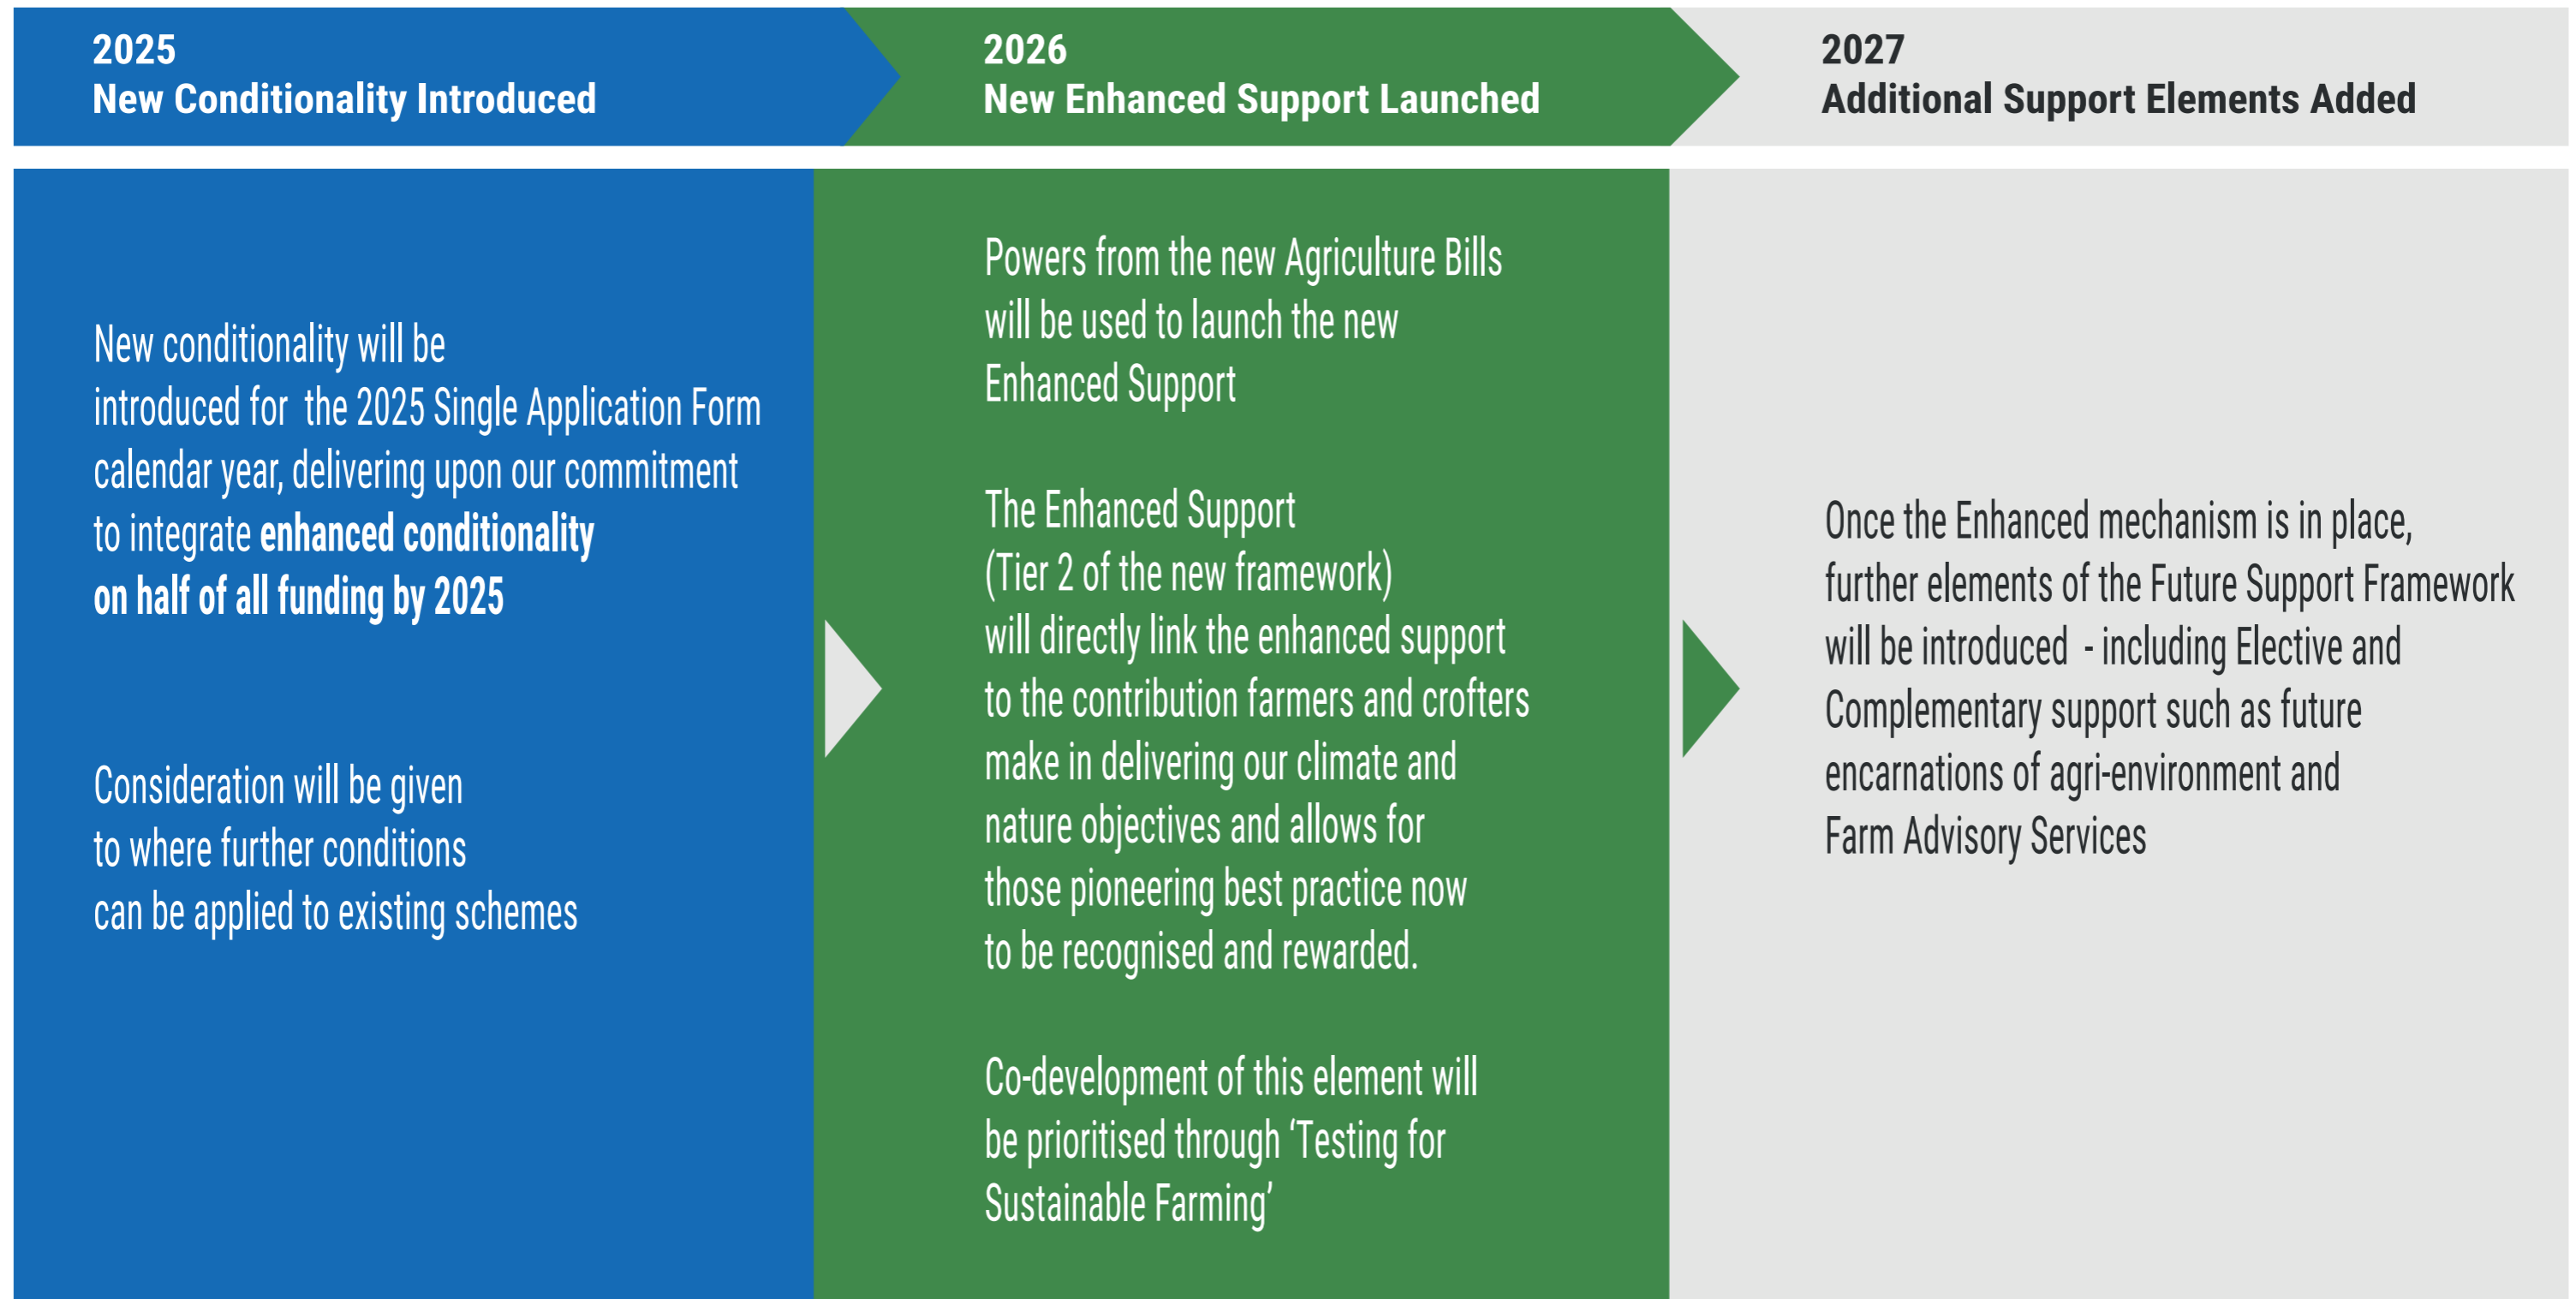 2025
New Conditionality Introduced
2026
New Enhanced Support Launched
2027
Additional Support Elements Added
New conditionality will be
introduced for the 2025 Single Application Form
calendar year, delivering upon our commitment
to integrate enhanced conditionality
on half of all funding by 2025
Consideration will be given
to where further conditions
can be applied to existing schemes
Powers from the new Agriculture Bills
will be used to launch the new
Enhanced Support
The Enhanced Support
(Tier 2 of the new framework)
will directly link the enhanced support
to the contribution farmers and crofters
make in delivering our climate and
nature objectives and allows for
those pioneering best practice now
to be recognised and rewarded.
Co-development of this element will
be prioritised through ‘Testing for
Sustainable Farming’
Once the Enhanced mechanism is in place,
further elements of the Future Support Framework
will be introduced - including Elective and
Complementary support such as future
encarnations of agri-environment and
Farm Advisory Services